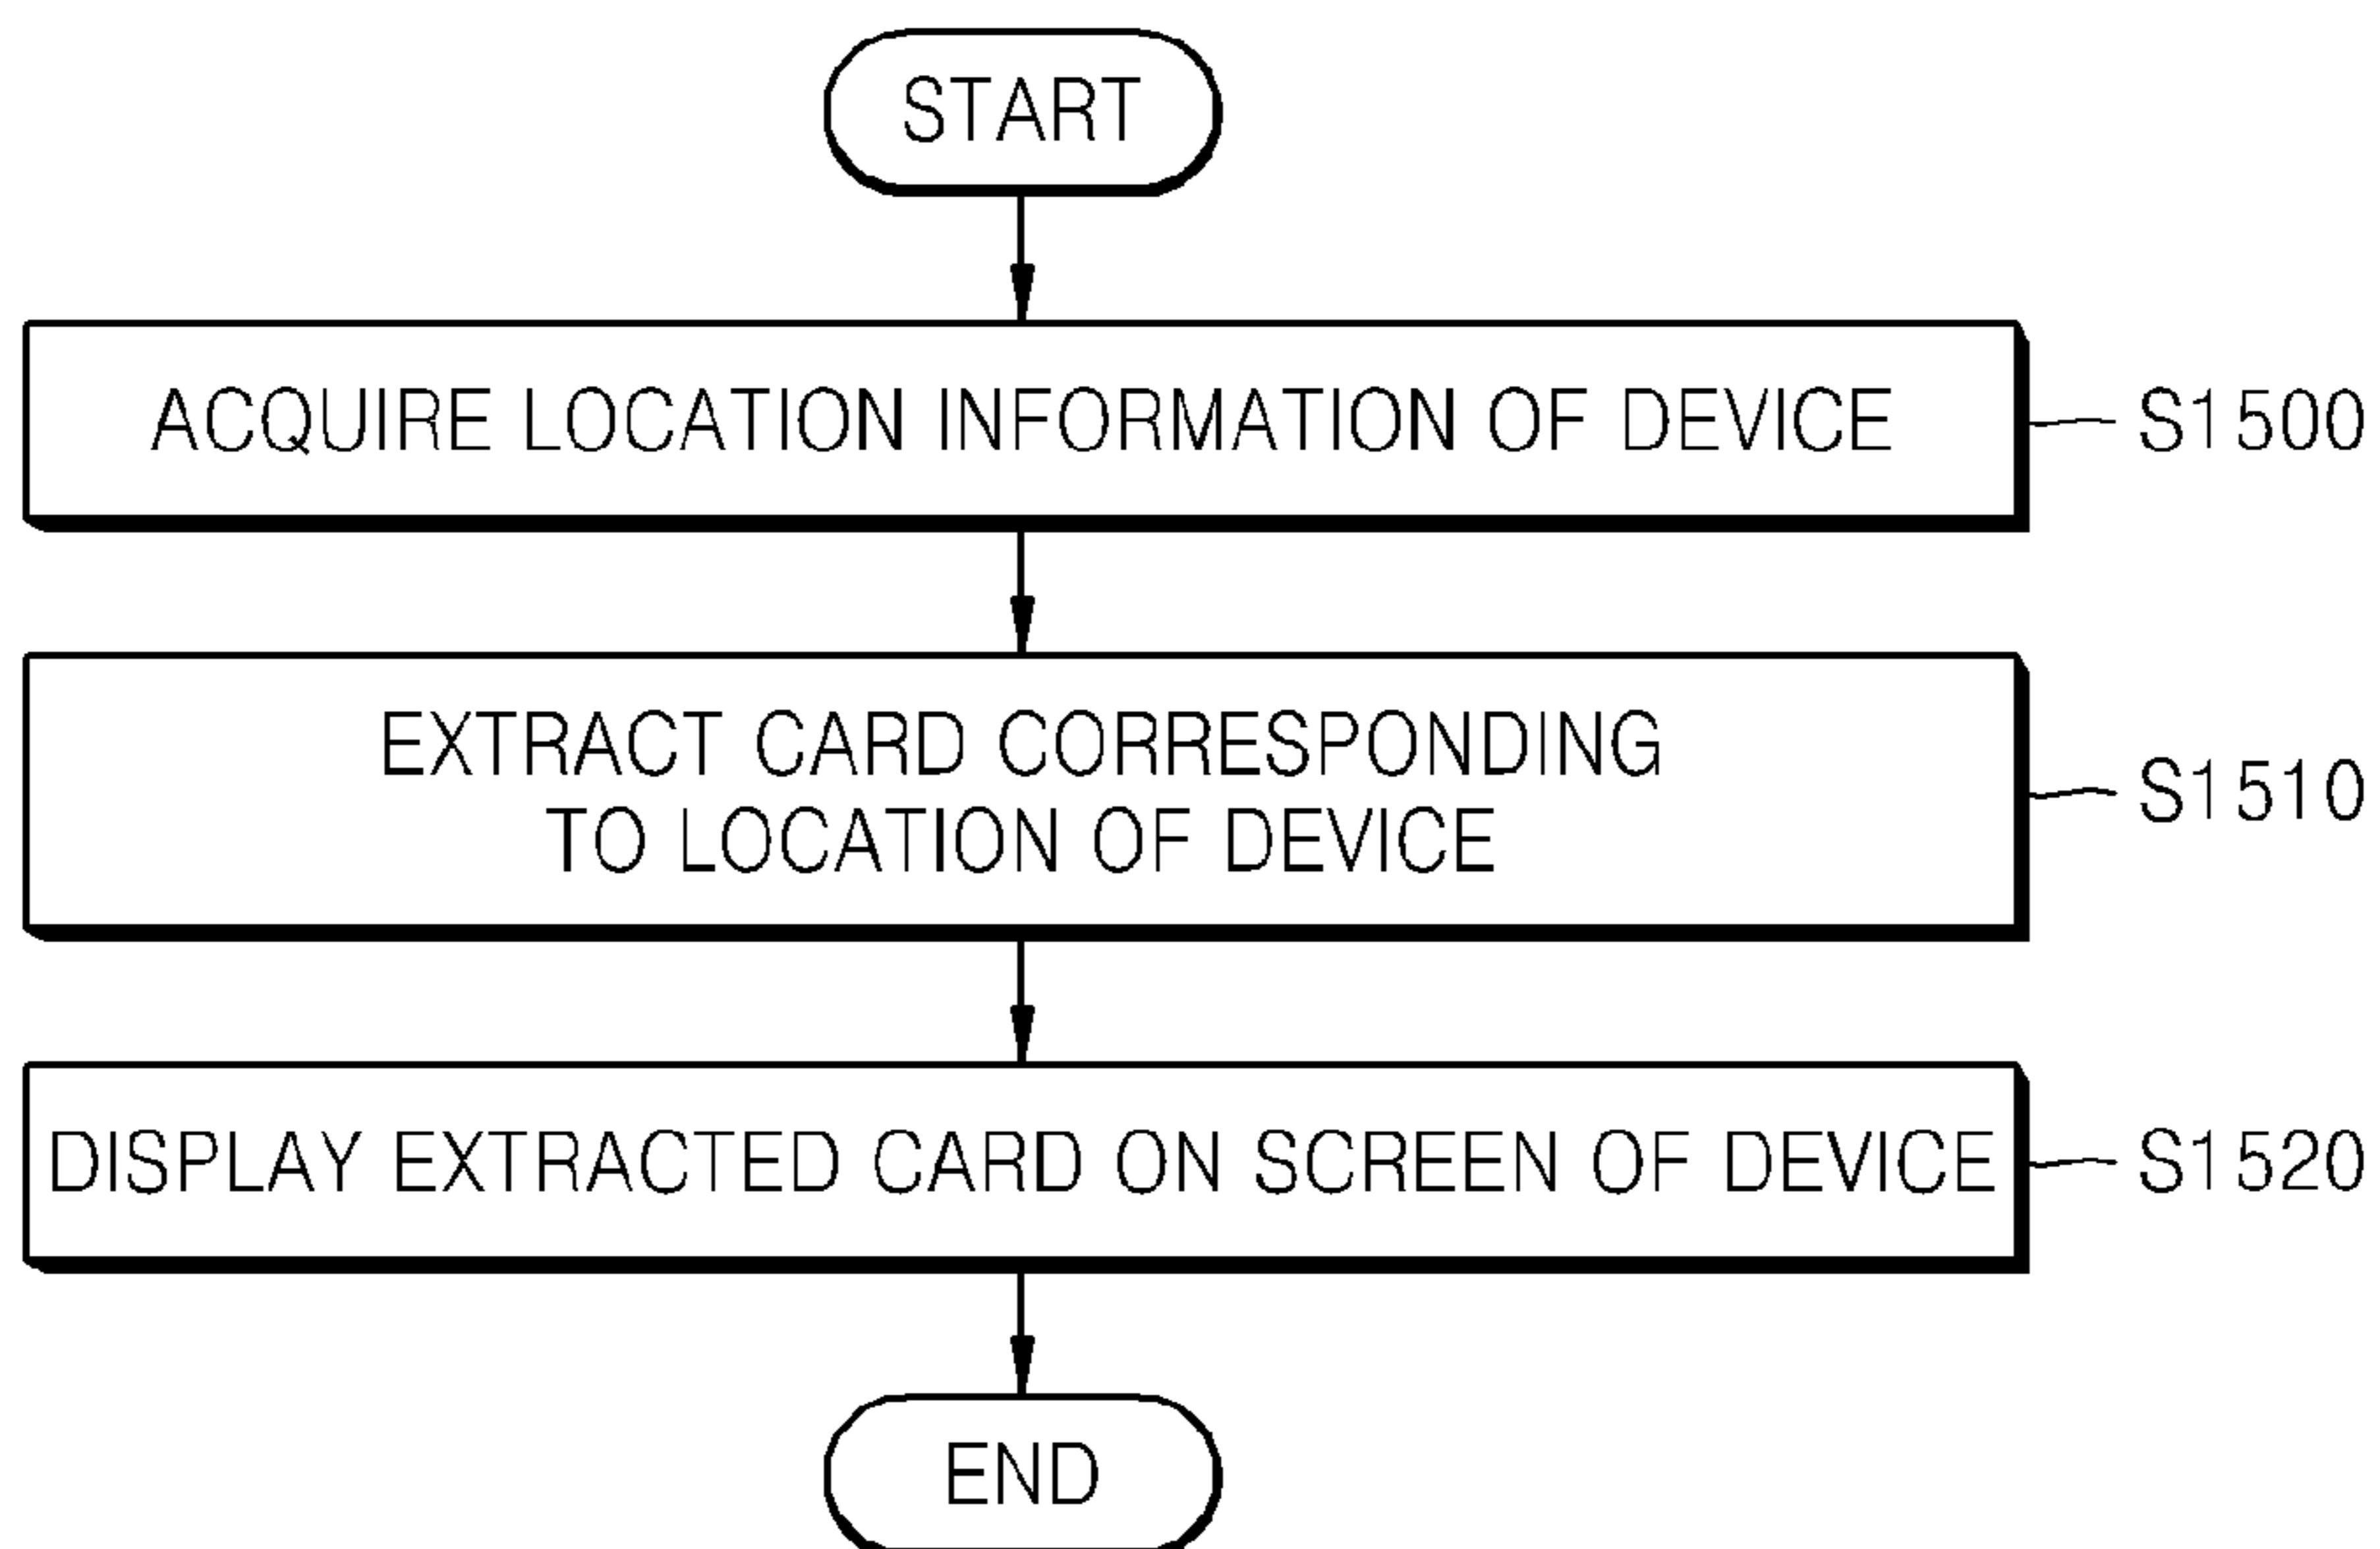 START
ACQUIRE LOCATION INFORMATION OF DEVICE
S1500
EXTRACT CARD CORRESPONDING
TO LOCATION OF DEVICE
S1510
DISPLAY EXTRACTED CARD ON SCREEN OF DEVICE
S1520
END